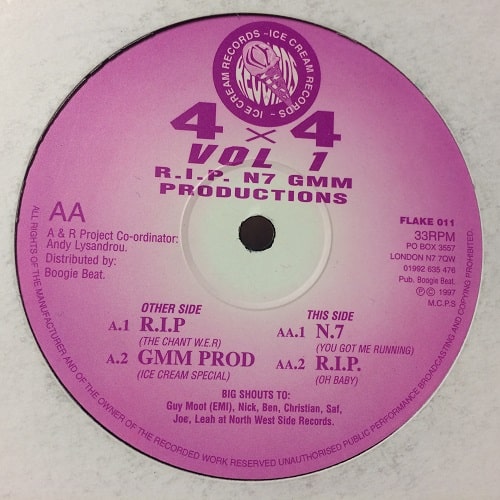 ICE CREAM RECORDS ~ ICE CREAM RECORDS ~
RECORDS
4 x 4
VOL 1
R.I.P. N7 GMM
PRODUCTIONS
AA
A & R Project Co-ordinator:
Andy Lysandrou.
Distributed by:
Boogie Beat.
FLAKE 011
33RPM
PO BOX 3557
LONDON N7 7QW
01992 635 476
Pub. Boogie Beat.
℗ © 1997
M.C.P.S
OTHER SIDE
A.1 R.I.P
(THE CHANT W.E.R)
A.2 GMM PROD
(ICE CREAM SPECIAL)
THIS SIDE
AA.1 N.7
(YOU GOT ME RUNNING)
AA.2 R.I.P.
(OH BABY)
BIG SHOUTS TO:
Guy Moot (EMI), Nick, Ben, Christian, Saf,
Joe, Leah at North West Side Records.
ALL RIGHTS OF THE MANUFACTURER AND OF THE OWNER OF THE RECORDED WORK RESERVED UNAUTHORISED PUBLIC PERFORMANCE BROADCASTING AND COPYING PROHIBITED.